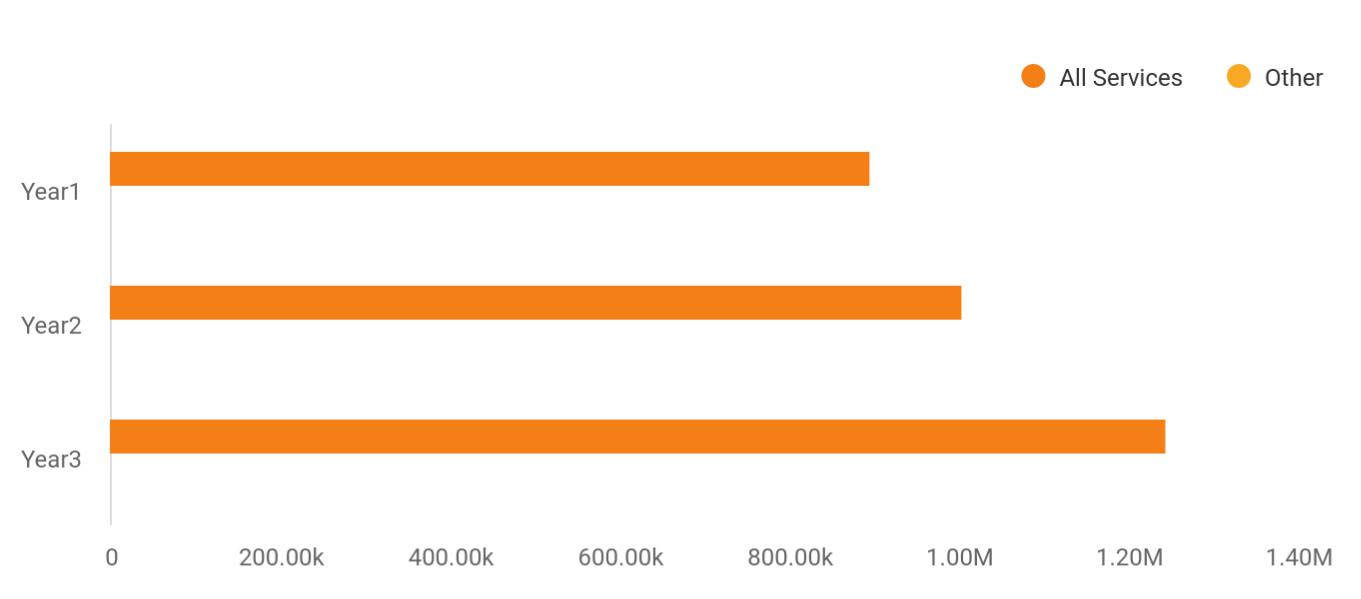 All Services Other
Year1
Year2
Year3
0 200.00k 400.00k 600.00k 800.00k 1.00M 1.20M 1.40M